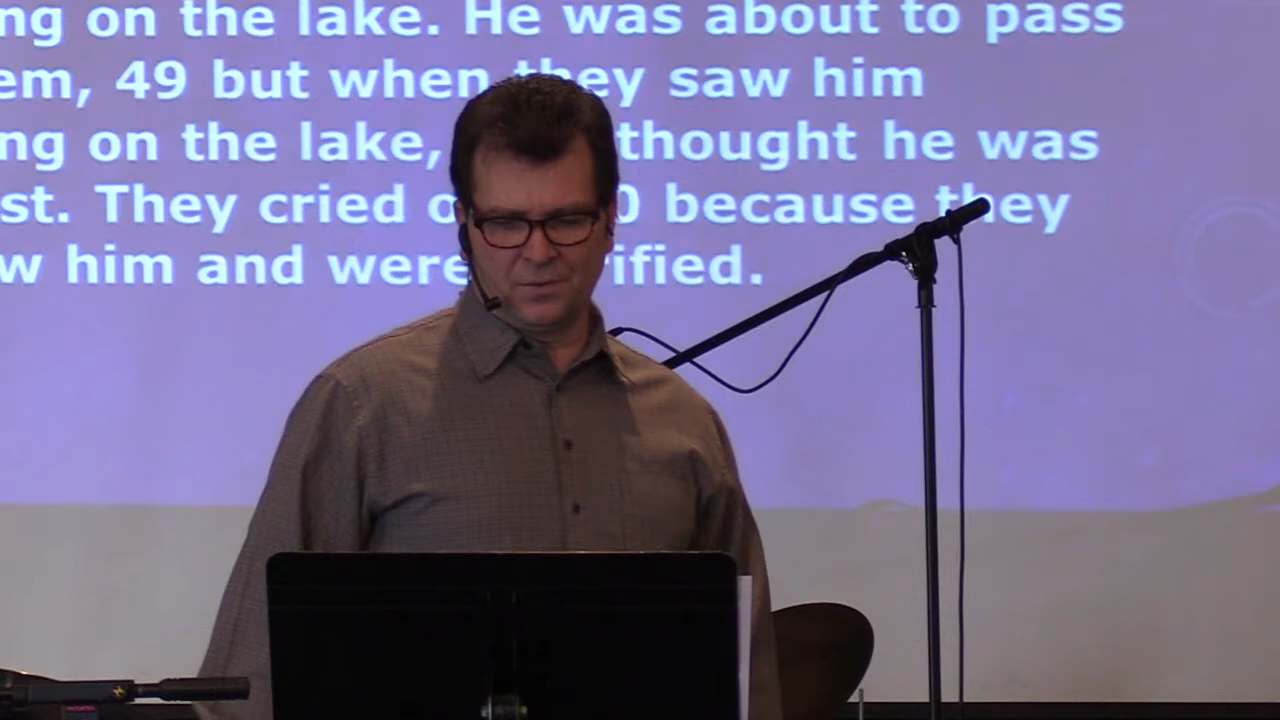 ng on the lake. He was about to pass
em, 49 but when they saw him
ng on the lake, thought he was
st. They cried o 0 because they
w him and were ified.